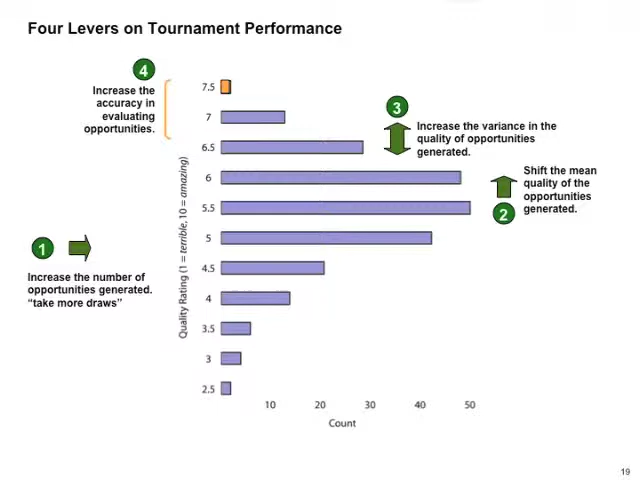 Four Levers on Tournament Performance
4
Increase the
accuracy in
evaluating
opportunities.
3
Increase the variance in the
quality of opportunities
generated.
Shift the mean
quality of the
opportunities
generated.
2
1
Increase the number of
opportunities generated.
“take more draws”
Quality Rating (1 = terrible, 10 = amazing)
7.5
7
6.5
6
5.5
5
4.5
4
3.5
3
2.5
10 20 30 40 50
Count
19